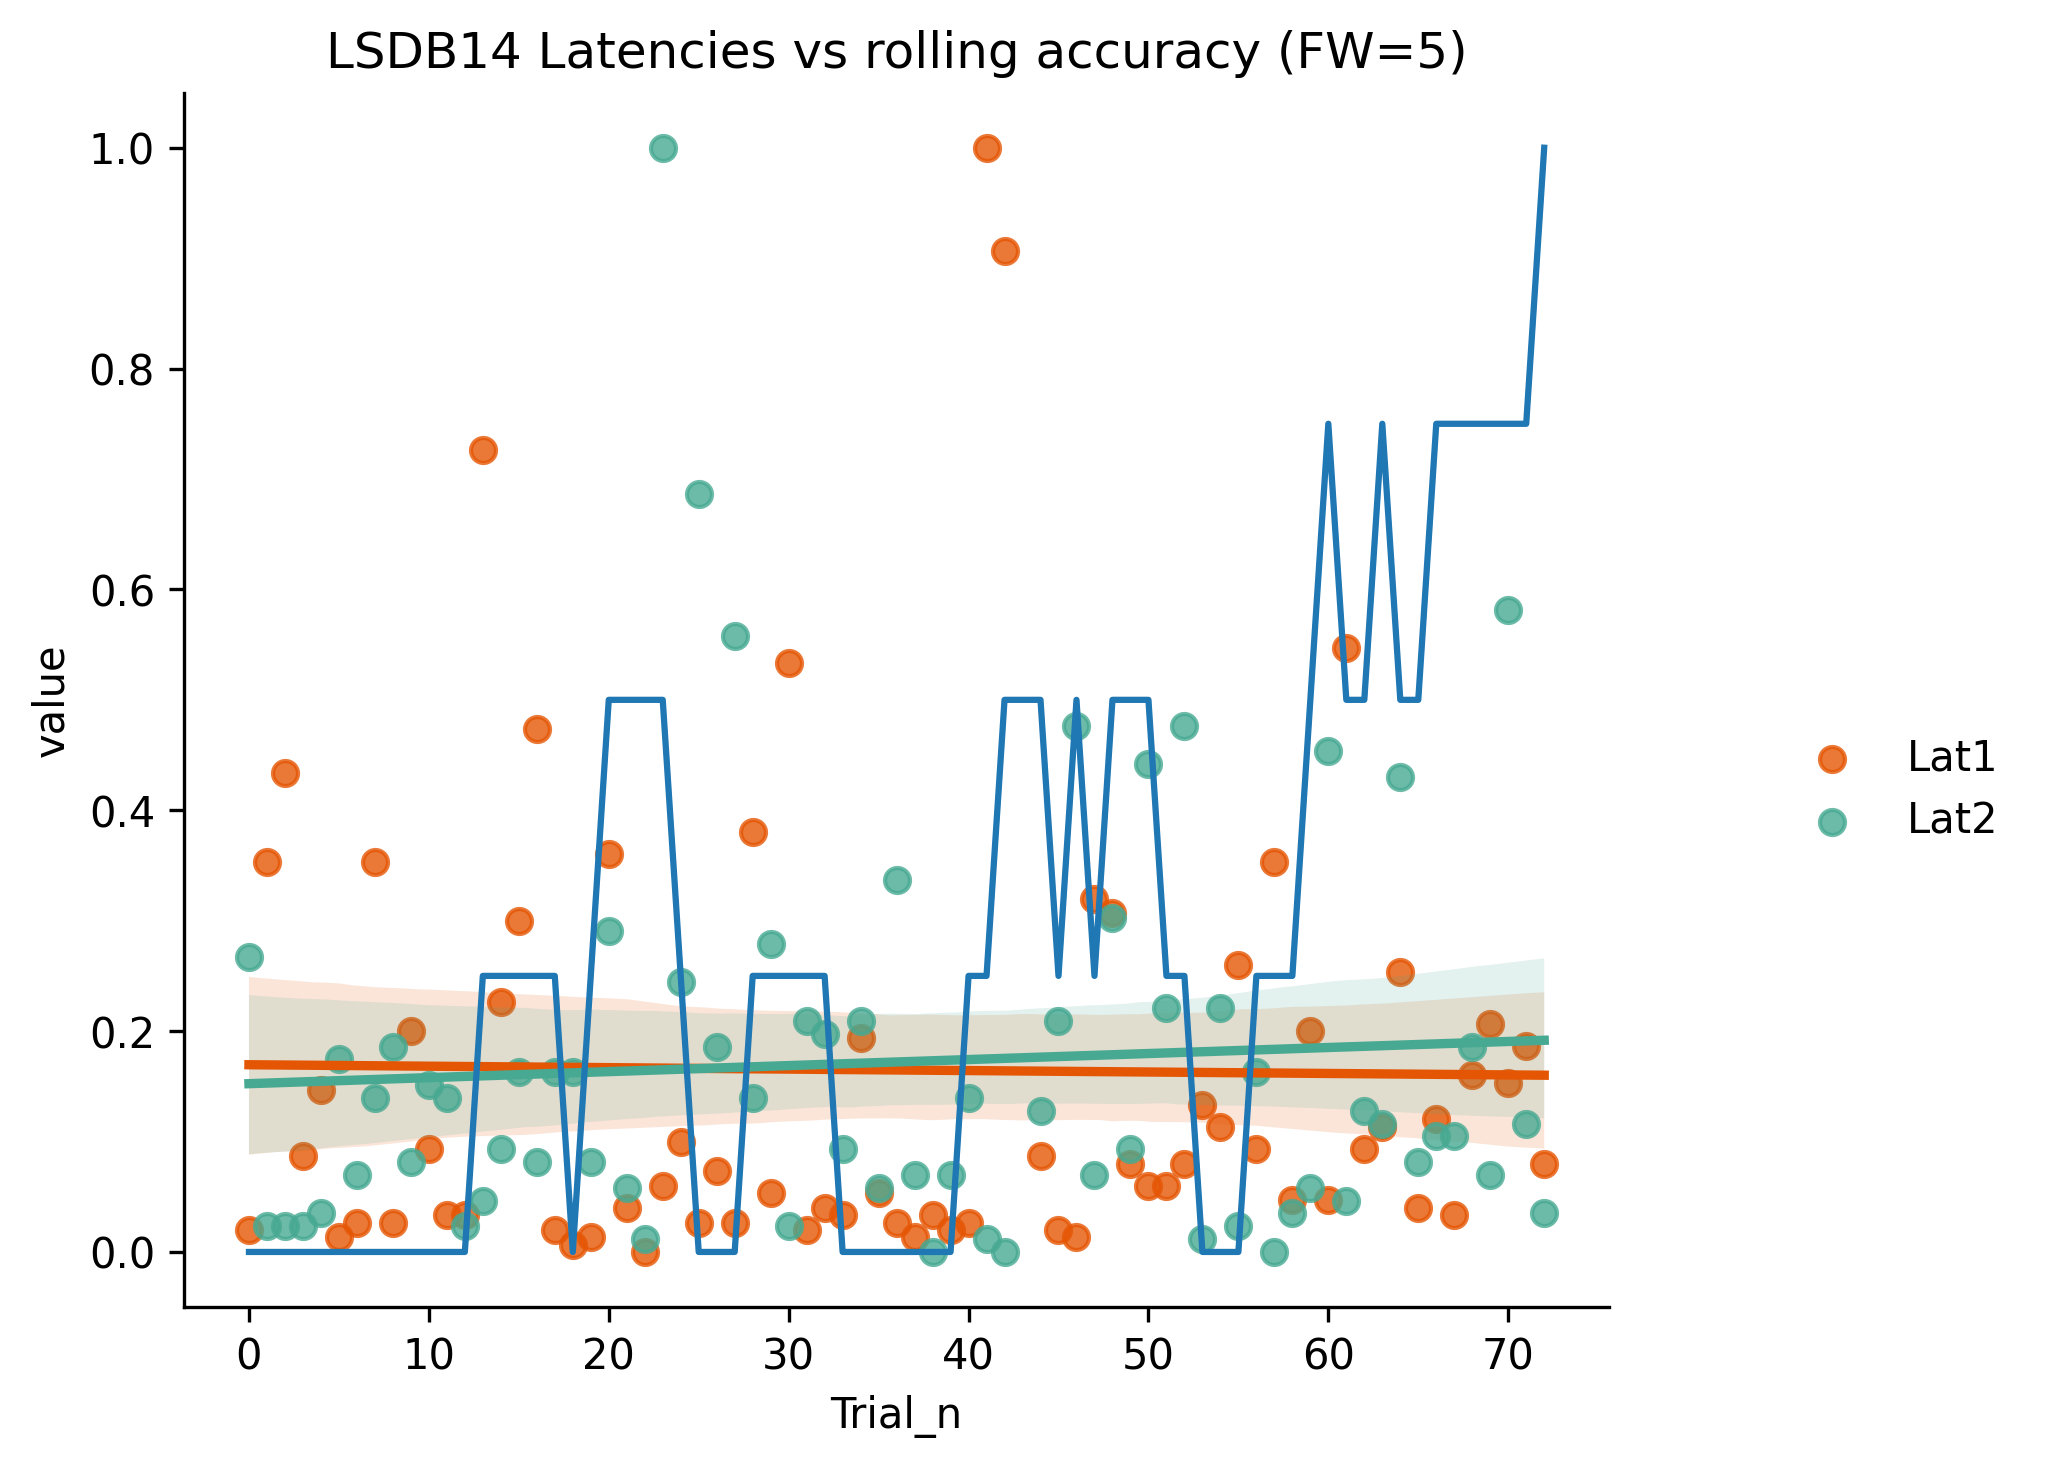 LSDB14 Latencies vs rolling accuracy (FW=5)
1.0
0.8
0.6
0.4
0.2
0.0
value
0 10 20 30 40 50 60 70
Trial_n
Lat1
Lat2